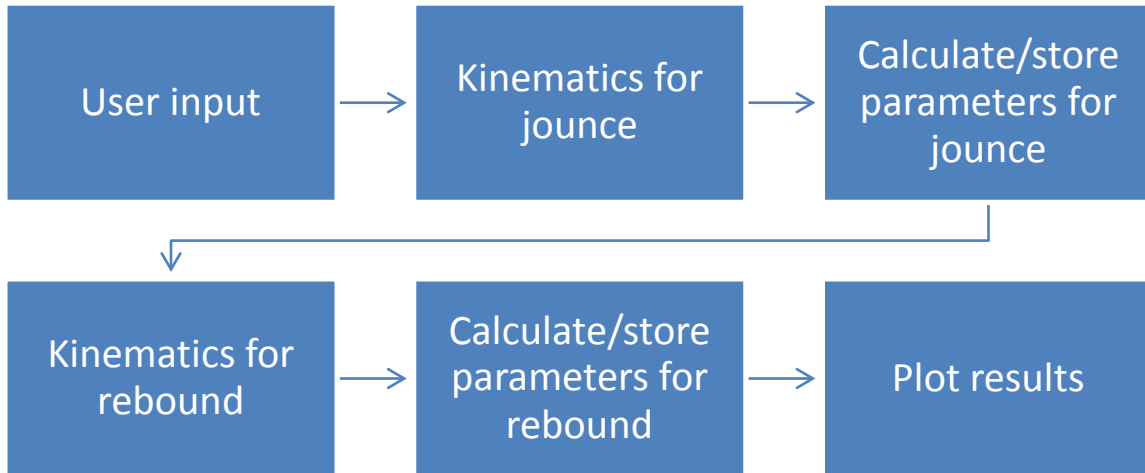 User input
Kinematics for
jounce
Calculate/store
parameters for
jounce
Kinematics for
rebound
Calculate/store
parameters for
rebound
Plot results